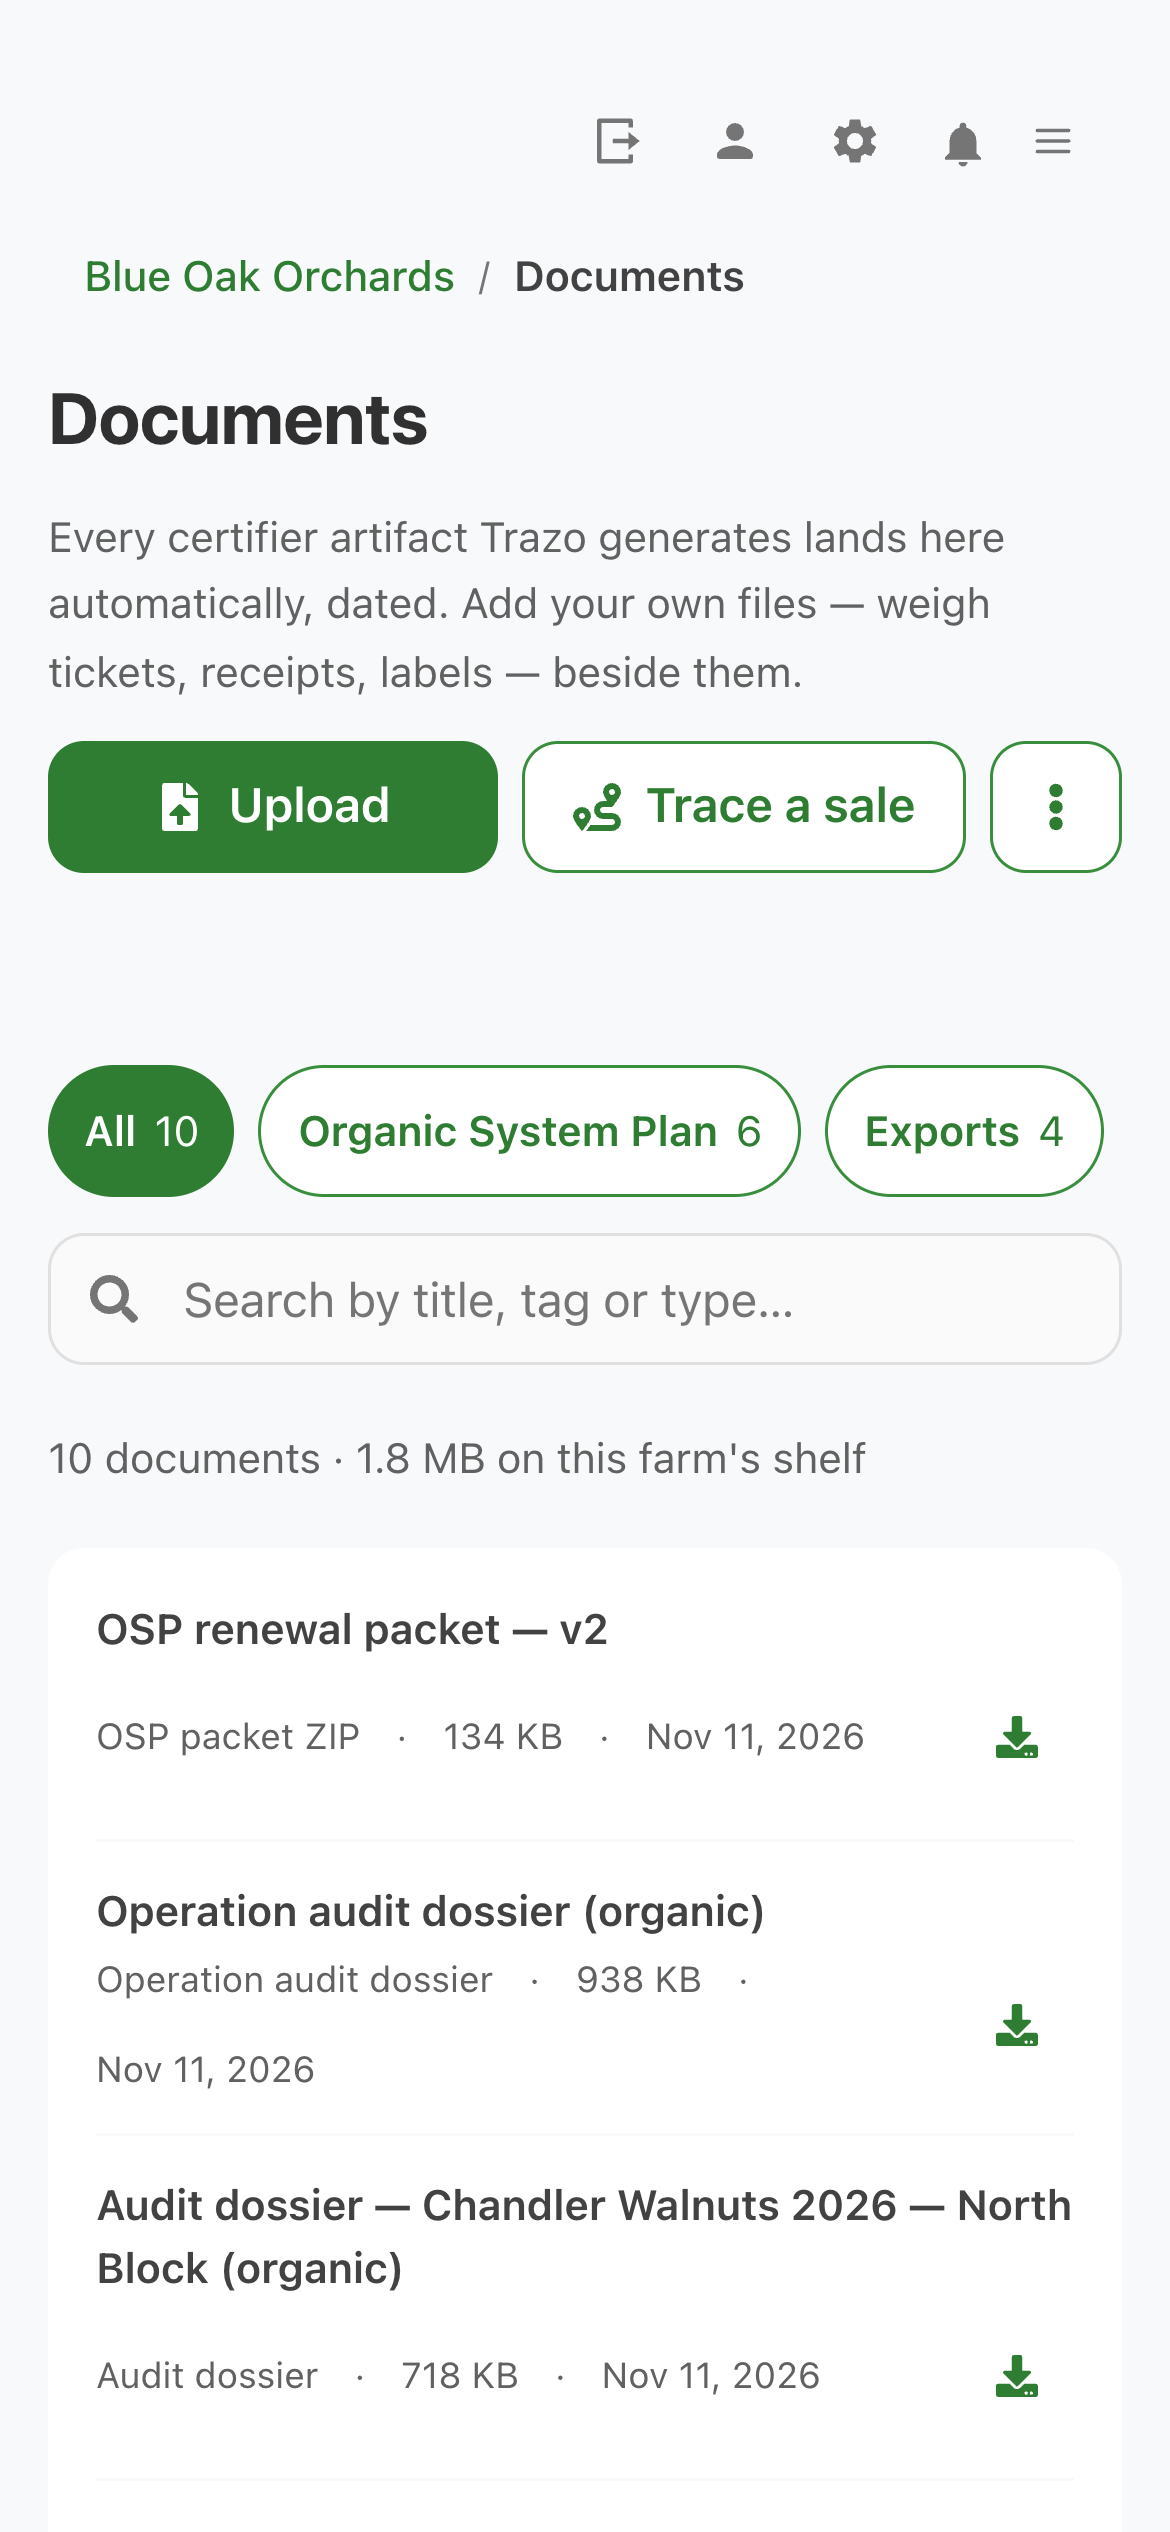 Blue Oak Orchards / Documents
Documents
Every certifier artifact Trazo generates lands here
automatically, dated. Add your own files — weigh
tickets, receipts, labels — beside them.
Upload
Trace a sale
All 10
Organic System Plan 6
Exports 4
Search by title, tag or type...
10 documents · 1.8 MB on this farm's shelf
OSP renewal packet — v2
OSP packet ZIP · 134 KB · Nov 11, 2026
Operation audit dossier (organic)
Operation audit dossier · 938 KB ·
Nov 11, 2026
Audit dossier — Chandler Walnuts 2026 — North
Block (organic)
Audit dossier · 718 KB · Nov 11, 2026